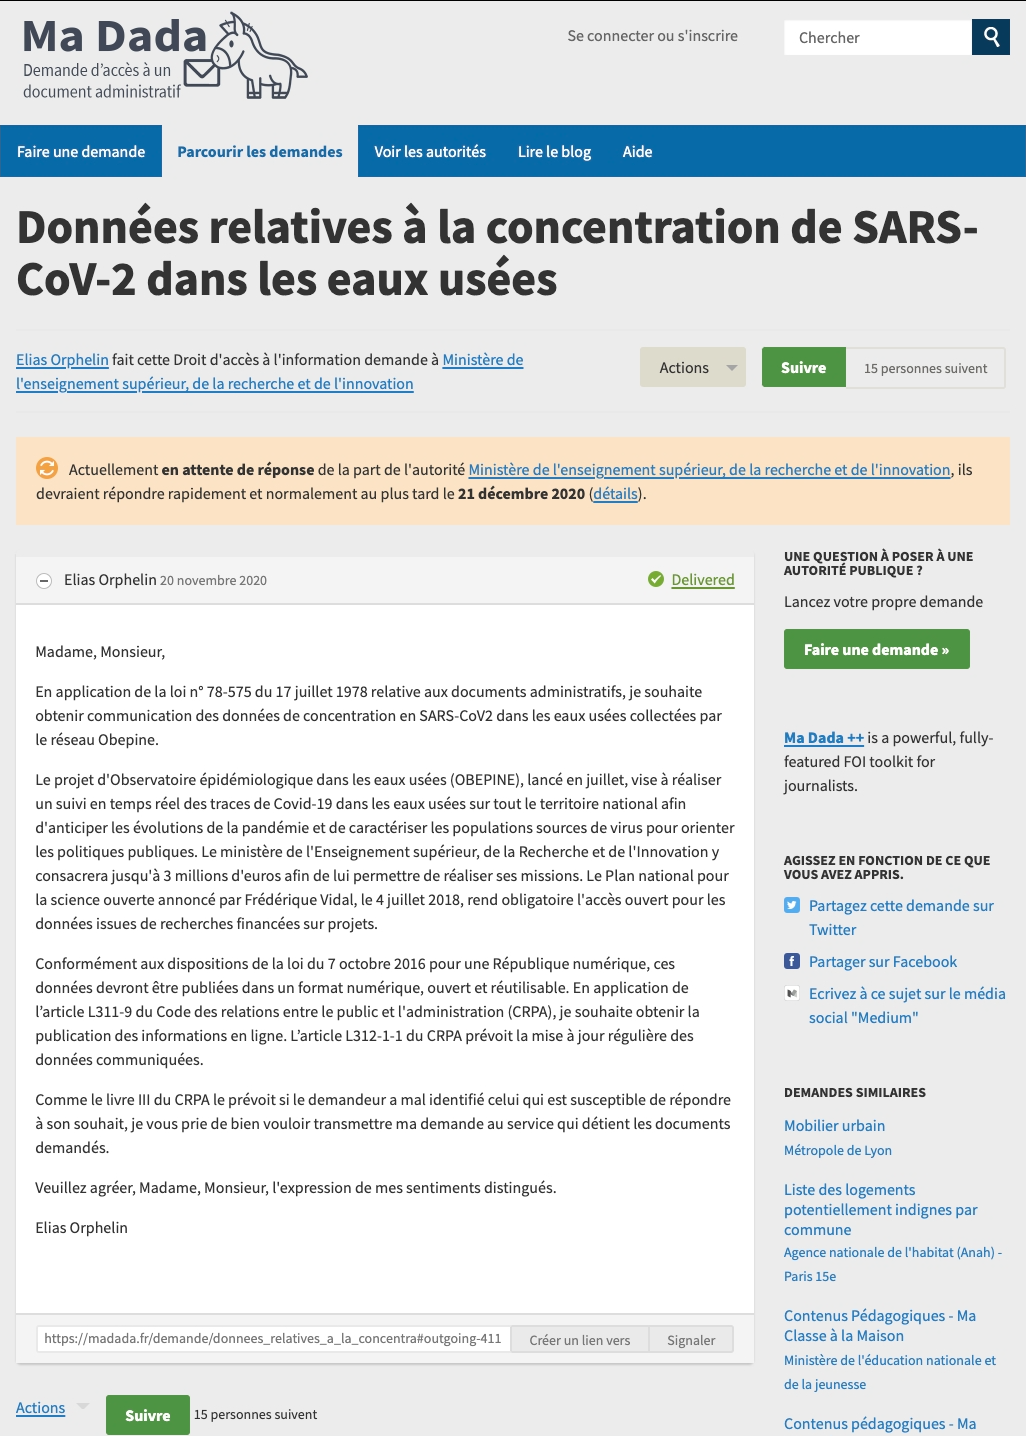 Ma Dada
Demande d'accès à un
document administratif
Se connecter ou s'inscrire
Chercher
Faire une demande
Parcourir les demandes
Voir les autorités
Lire le blog
Aide
Données relatives à la concentration de SARS-
CoV-2 dans les eaux usées
Elias Orphelin fait cette Droit d'accès à l'information demande à Ministère de
l'enseignement supérieur, de la recherche et de l'innovation
Actions
Suivre
15 personnes suivent
Actuellement en attente de réponse de la part de l'autorité Ministère de l'enseignement supérieur, de la recherche et de l'innovation, ils
devraient répondre rapidement et normalement au plus tard le 21 décembre 2020 (détails).
Elias Orphelin 20 novembre 2020
Delivered
Madame, Monsieur,
En application de la loi n° 78-575 du 17 juillet 1978 relative aux documents administratifs, je souhaite
obtenir communication des données de concentration en SARS-CoV2 dans les eaux usées collectées par
le réseau Obepine.
Le projet d'Observatoire épidémiologique dans les eaux usées (OBEPINE), lancé en juillet, vise à réaliser
un suivi en temps réel des traces de Covid-19 dans les eaux usées sur tout le territoire national afin
d'anticiper les évolutions de la pandémie et de caractériser les populations sources de virus pour orienter
les politiques publiques. Le ministère de l'Enseignement supérieur, de la Recherche et de l'Innovation y
consacrera jusqu'à 3 millions d'euros afin de lui permettre de réaliser ses missions. Le Plan national pour
la science ouverte annoncé par Frédérique Vidal, le 4 juillet 2018, rend obligatoire l'accès ouvert pour les
données issues de recherches financées sur projets.
Conformément aux dispositions de la loi du 7 octobre 2016 pour une République numérique, ces
données devront être publiées dans un format numérique, ouvert et réutilisable. En application de
l’article L311-9 du Code des relations entre le public et l'administration (CRPA), je souhaite obtenir la
publication des informations en ligne. L’article L312-1-1 du CRPA prévoit la mise à jour régulière des
données communiquées.
Comme le livre III du CRPA le prévoit si le demandeur a mal identifié celui qui est susceptible de répondre
à son souhait, je vous prie de bien vouloir transmettre ma demande au service qui détient les documents
demandés.
Veuillez agréer, Madame, Monsieur, l'expression de mes sentiments distingués.
Elias Orphelin
https://madada.fr/demande/donnees_relatives_a_la_concentra#outgoing-411
Créer un lien vers
Signaler
Actions
Suivre
15 personnes suivent
UNE QUESTION À POSER À UNE
AUTORITÉ PUBLIQUE ?
Lancez votre propre demande
Faire une demande »
Ma Dada ++ is a powerful, fully-
featured FOI toolkit for
journalists.
AGISSEZ EN FONCTION DE CE QUE
VOUS AVEZ APPRIS.
Partagez cette demande sur
Twitter
Partager sur Facebook
Ecrivez à ce sujet sur le média
social "Medium"
DEMANDES SIMILAIRES
Mobilier urbain
Métropole de Lyon
Liste des logements
potentiellement indignes par
commune
Agence nationale de l'habitat (Anah) -
Paris 15e
Contenus Pédagogiques - Ma
Classe à la Maison
Ministère de l'éducation nationale et
de la jeunesse
Contenus pédagogiques - Ma